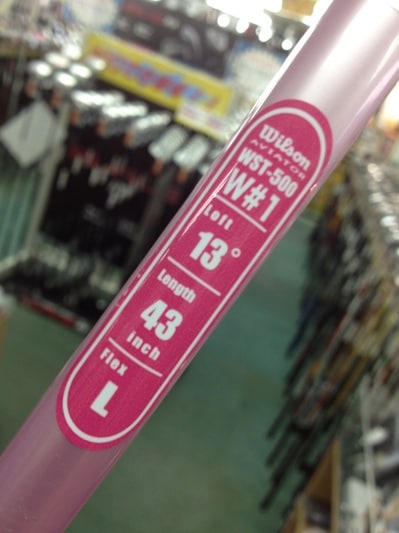 Wilson
AVIATOR
WST-500
W#1
Loft
13°
Length
43
inch
Flex
L